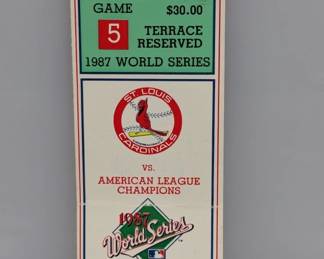 GAME $30.00
5 TERRACE
RESERVED
1987 WORLD SERIES
ST. LOUIS
CARDINALS
VS.
AMERICAN LEAGUE
CHAMPIONS
1987
World Series